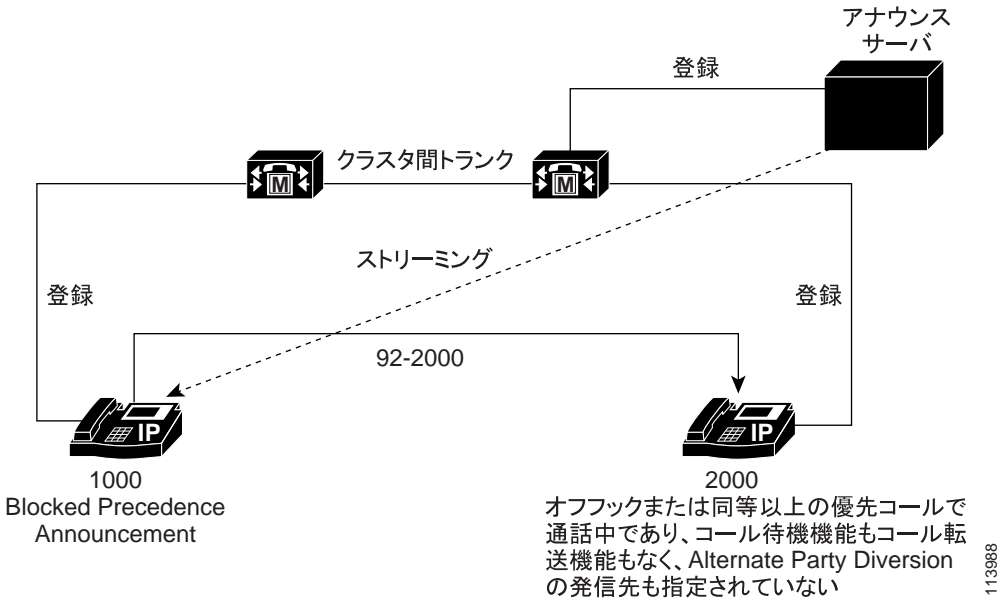 アナウンス
サーバ
登録
クラスタ間トランク
M
M
ストリーミング
登録
登録
92-2000
IP
IP
1000
Blocked Precedence
Announcement
2000
オフフックまたは同等以上の優先コールで
通話中であり、コール待機機能もコール転
送機能もなく、Alternate Party Diversion
の発信先も指定されていない
113988